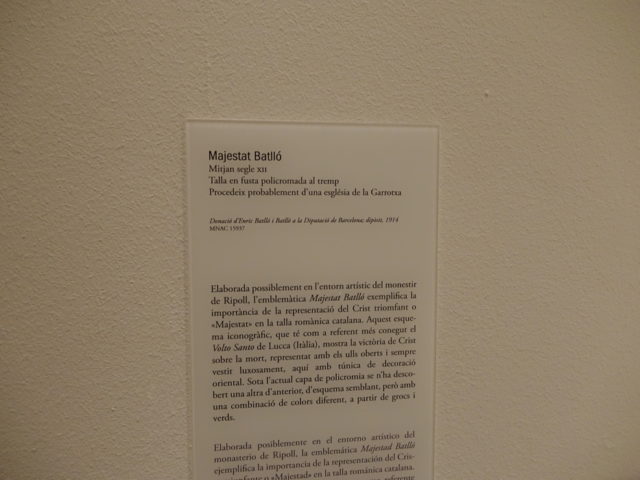 Majestat Batlló
Mitjan segle XII
Talla en fusta policromada al tremp
Procedeix probablement d'una església de la Garrotxa
Donació d'Enric Batlló i Batlló a la Diputació de Barcelona; dipòsit, 1914
MNAC 15937
Elaborada possiblement en l'entorn artístic del monestir
de Ripoll, l'emblemàtica Majestat Batlló exemplifica la
importància de la representació del Crist triomfant o
«Majestat» en la talla romànica catalana. Aquest esque-
ma iconogràfic, que té com a referent més conegut el
Volto Santo de Lucca (Itàlia), mostra la victòria de Crist
sobre la mort, representat amb els ulls oberts i sempre
vestit luxosament, aquí amb túnica de decoració
oriental. Sota l'actual capa de policromia se n'ha desco-
bert una altra d'anterior, d'esquema semblant, però amb
una combinació de colors diferent, a partir de grocs i
verds.
Elaborada posiblemente en el entorno artístico del
monasterio de Ripoll, la emblemática Majestad Batlló
ejemplifica la importancia de la representación del Cris-
«Majestad» en la talla románica catalana.
referente